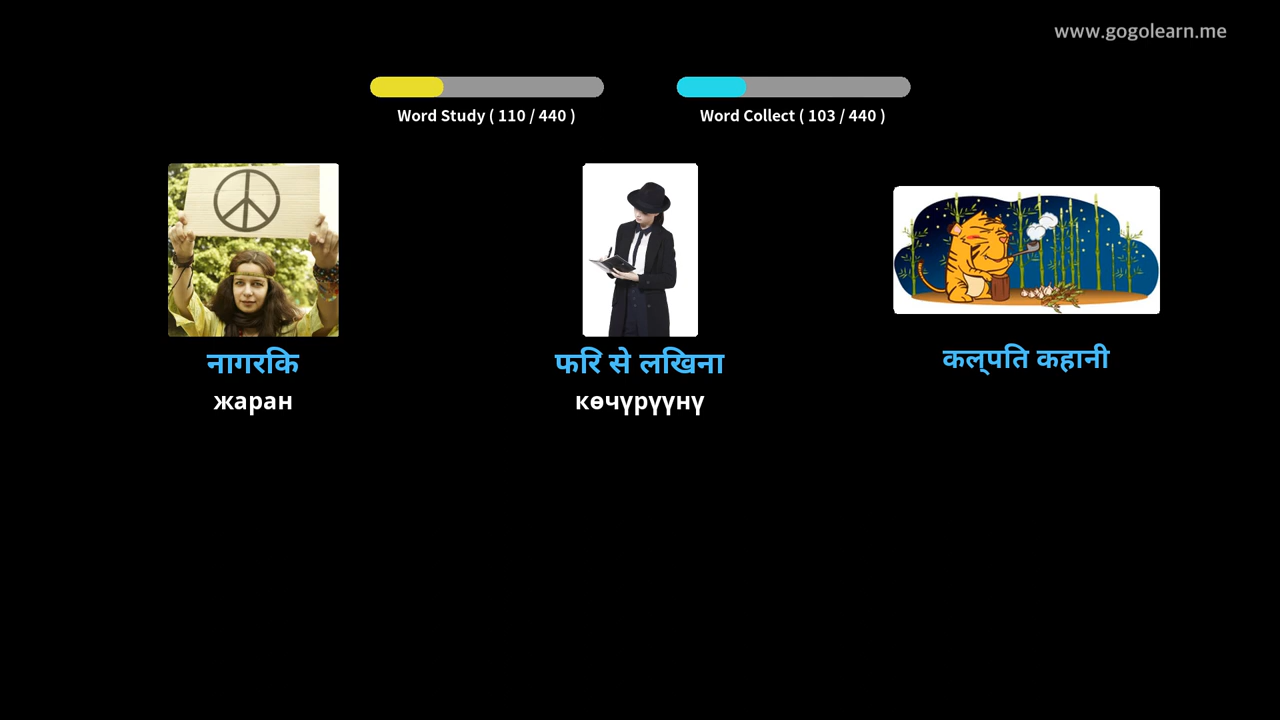 www.gogolearn.me
Word Study ( 110 / 440 )
Word Collect ( 103 / 440 )
नागरकि
फरि से लखिना
कल्पति कहानी
жаран
көчүрүүнү